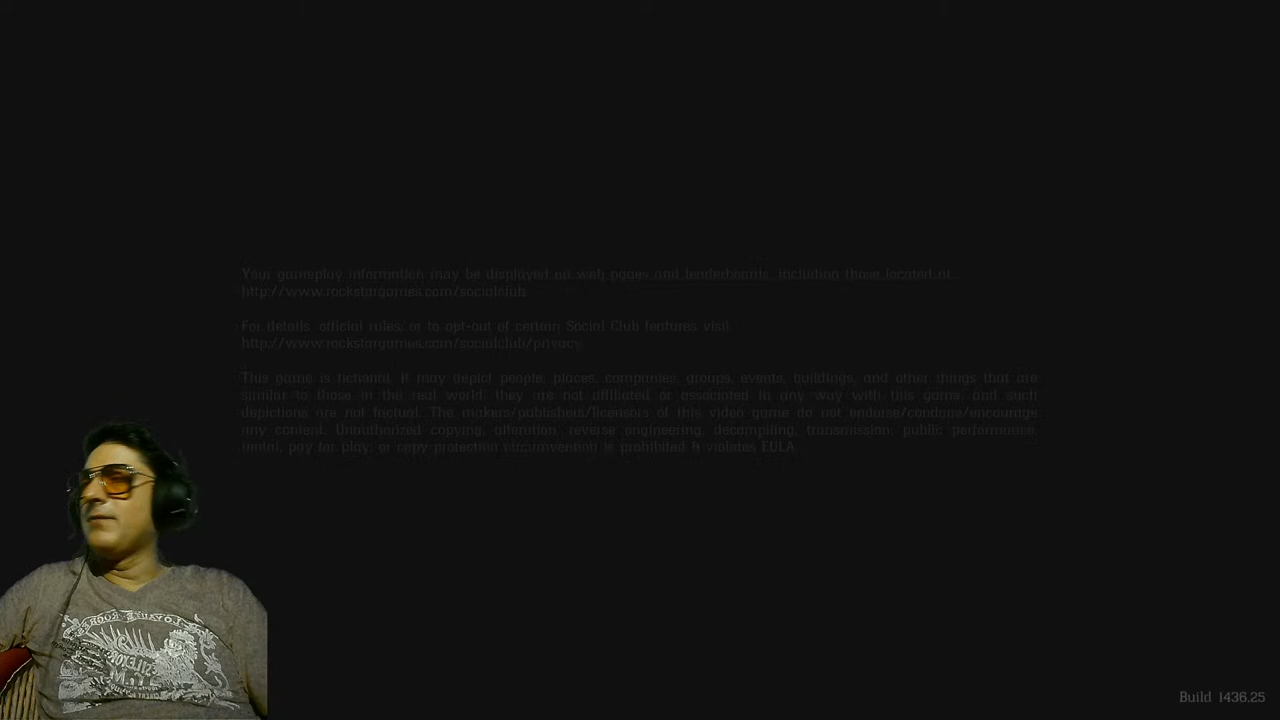 Your gameplay information may be displayed on web pages and leaderboards, including those located at...
http://www.rockstargames.com/socialclub
For details, official rules, or to opt-out of certain Social Club features visit
http://www.rockstargames.com/socialclub/privacy
This game is fictional. It may depict people, places, companies, groups, events, buildings, and other things that are
similar to those in the real world; they are not affiliated or associated in any way with this game, and such
depictions are not factual. The makers/publishers/licensors of this video game do not endorse/condone/encourage
any content. Unauthorized copying, alteration, reverse engineering, decompiling, transmission, public performance,
rental, pay for play, or copy protection circumvention is prohibited & violates EULA.
Build 1436.25